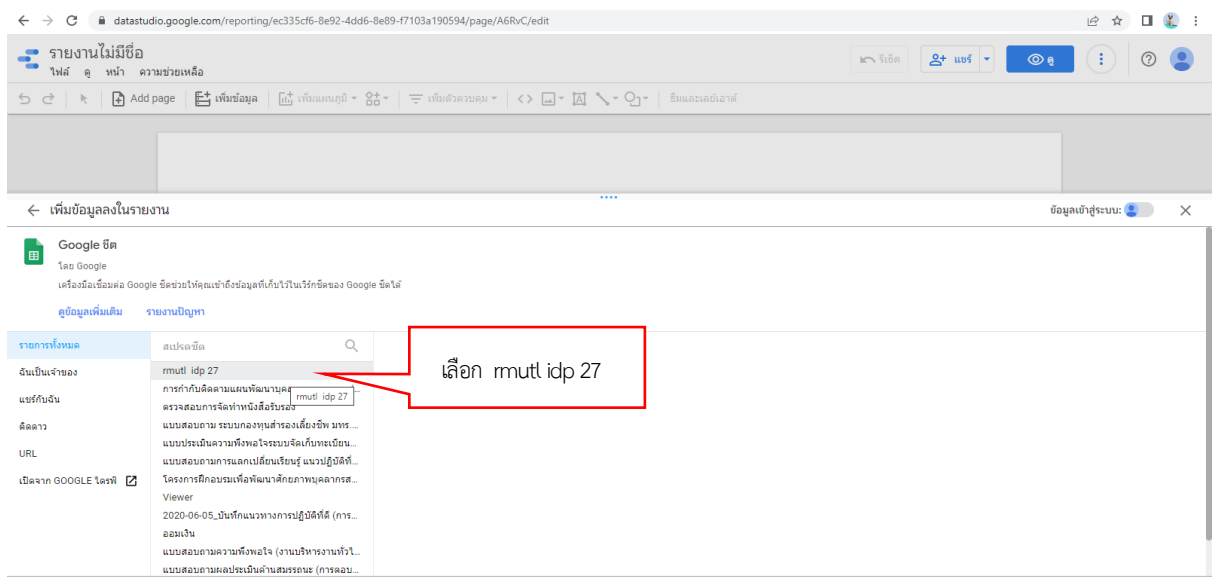 datastudio.google.com/reporting/ec335cf6-8e92-4dd6-8e89-f7103a190594/page/A6RvC/edit
รายงานไม่มีชื่อ
ไฟล์ ดู หน้า ความช่วยเหลือ
รีเซ็ต
แชร์
ดู
Add page
เพิ่มข้อมูล
เพิ่มแผนภูมิ
เพิ่มตัวควบคุม
ธีมและเลย์เอาต์
เพิ่มข้อมูลลงในรายงาน
ข้อมูลเข้าสู่ระบบ:
Google ชีต
โดย Google
เครื่องมือเชื่อมต่อ Google ชีตช่วยให้คุณเข้าถึงข้อมูลที่เก็บไว้ในเวิร์กชีตของ Google ชีตได้
ดูข้อมูลเพิ่มเติม รายงานปัญหา
รายการทั้งหมด
ฉันเป็นเจ้าของ
แชร์กับฉัน
ติดดาว
URL
เปิดจาก GOOGLE ไดรฟ์
สเปรดชีต
rmutl idp 27
การกำกับติดตามแผนพัฒนาบุค
rmutl idp 27
ตรวจสอบการจัดทำหนังสือรับรอง
แบบสอบถาม ระบบกองทุนสำรองเลี้ยงชีพ มทร....
แบบประเมินความพึงพอใจระบบจัดเก็บทะเบียน...
แบบสอบถามการแลกเปลี่ยนเรียนรู้ แนวปฏิบัติที่...
โครงการฝึกอบรมเพื่อพัฒนาศักยภาพบุคลากรส...
Viewer
2020-06-05_บันทึกแนวทางการปฏิบัติที่ดี (การ...
ออมเงิน
แบบสอบถามความพึงพอใจ (งานบริหารงานทั่วไ...
แบบสอบถามผลประเมินด้านสมรรถนะ (การตอบ...
เลือก rmutl idp 27